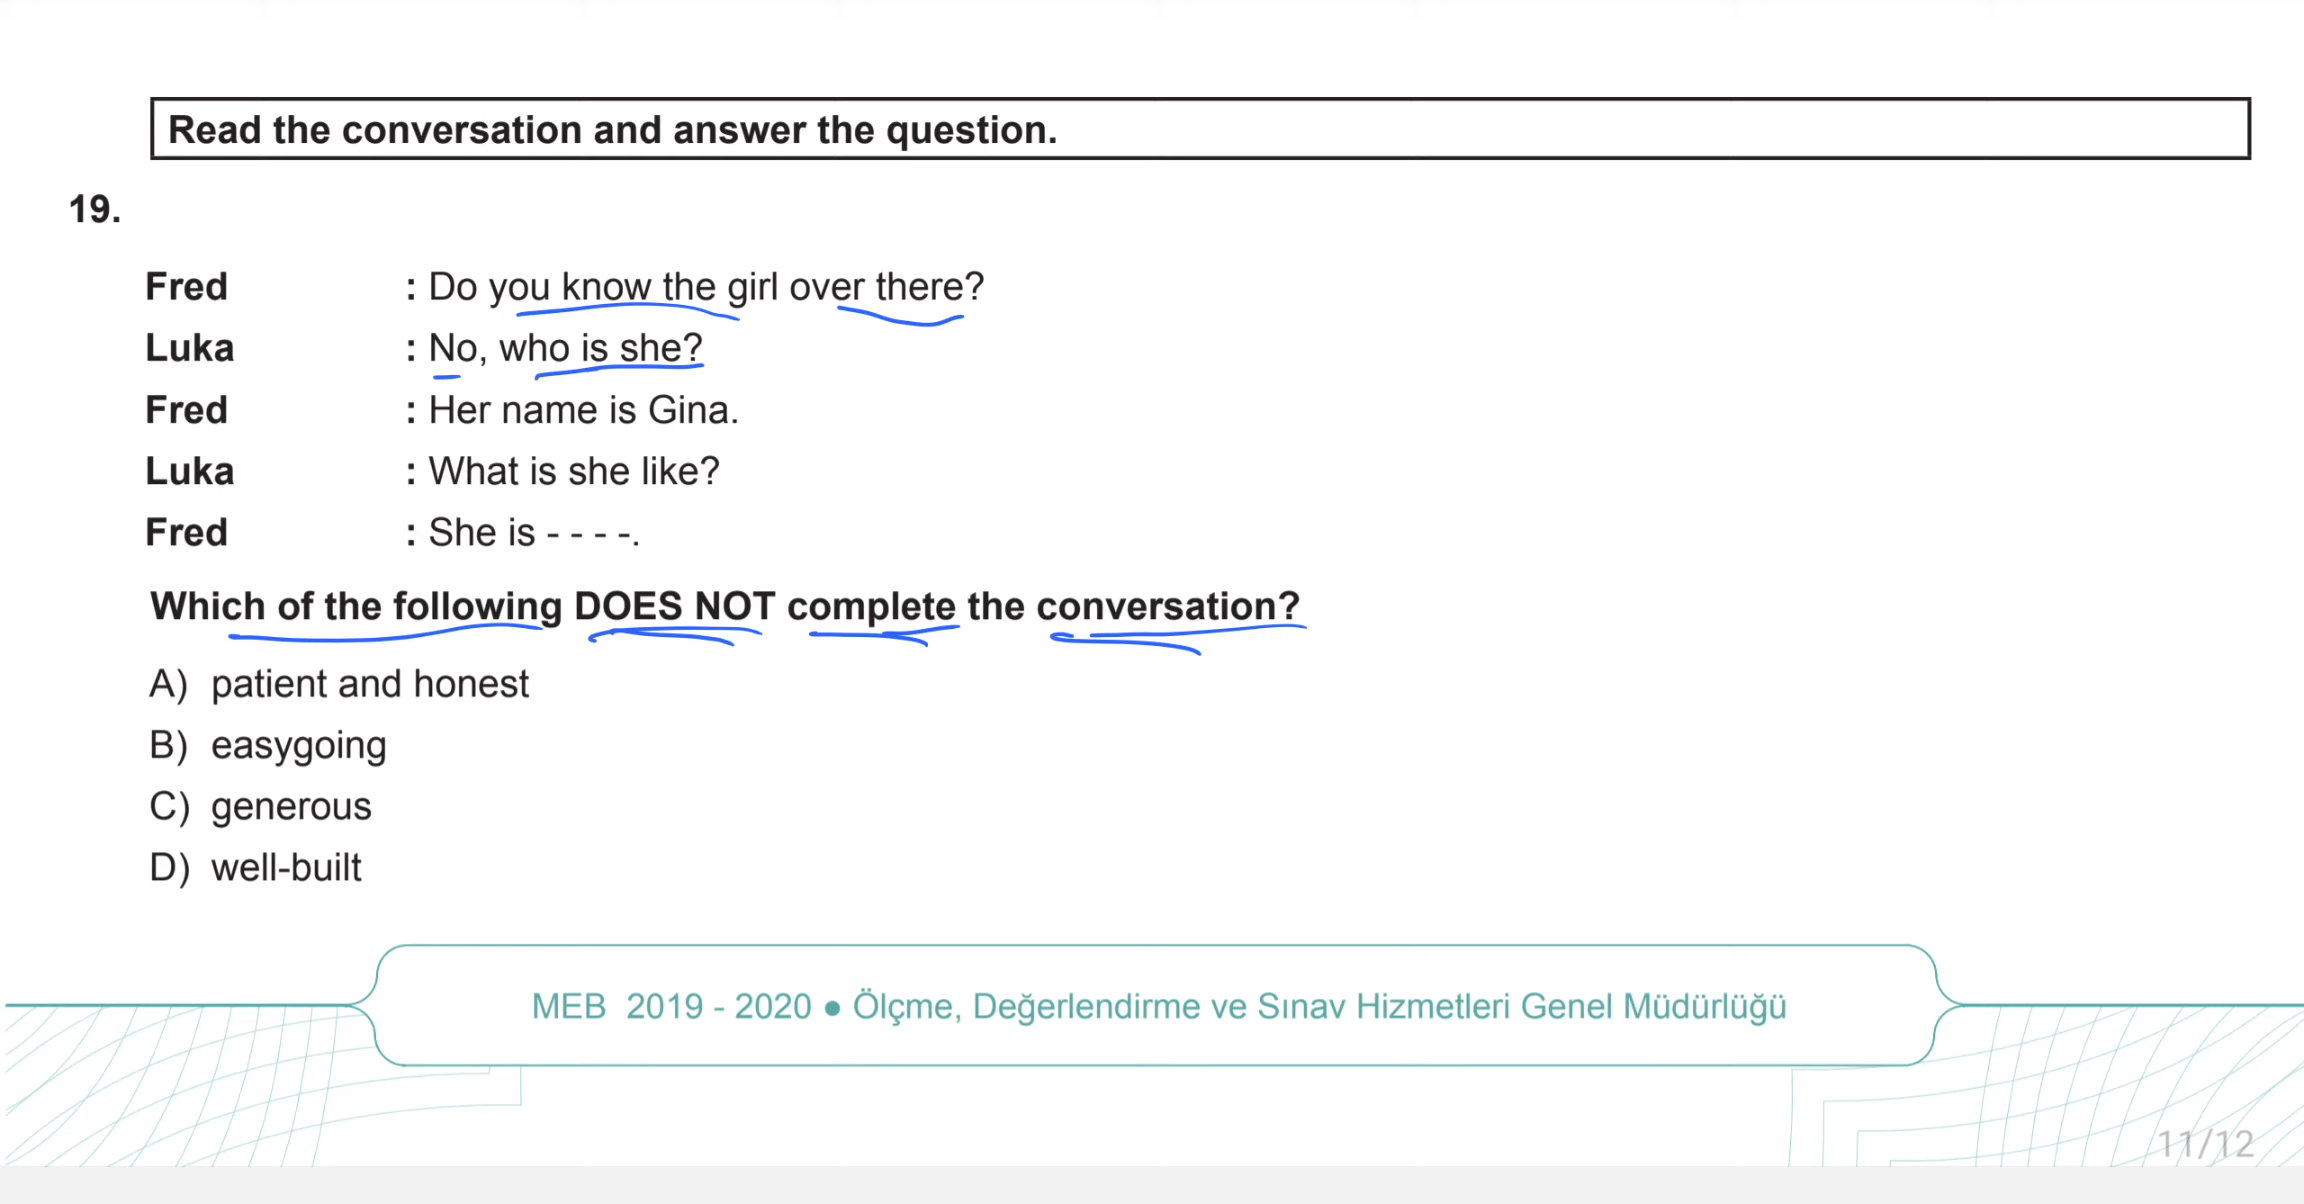 Read the conversation and answer the question.
19.
Fred : Do you know the girl over there?
Luka : No, who is she?
Fred : Her name is Gina.
Luka : What is she like?
Fred : She is - - - -.
Which of the following DOES NOT complete the conversation?
A) patient and honest
B) easygoing
C) generous
D) well-built
MEB 2019 - 2020 ● Ölçme, Değerlendirme ve Sınav Hizmetleri Genel Müdürlüğü
11/12